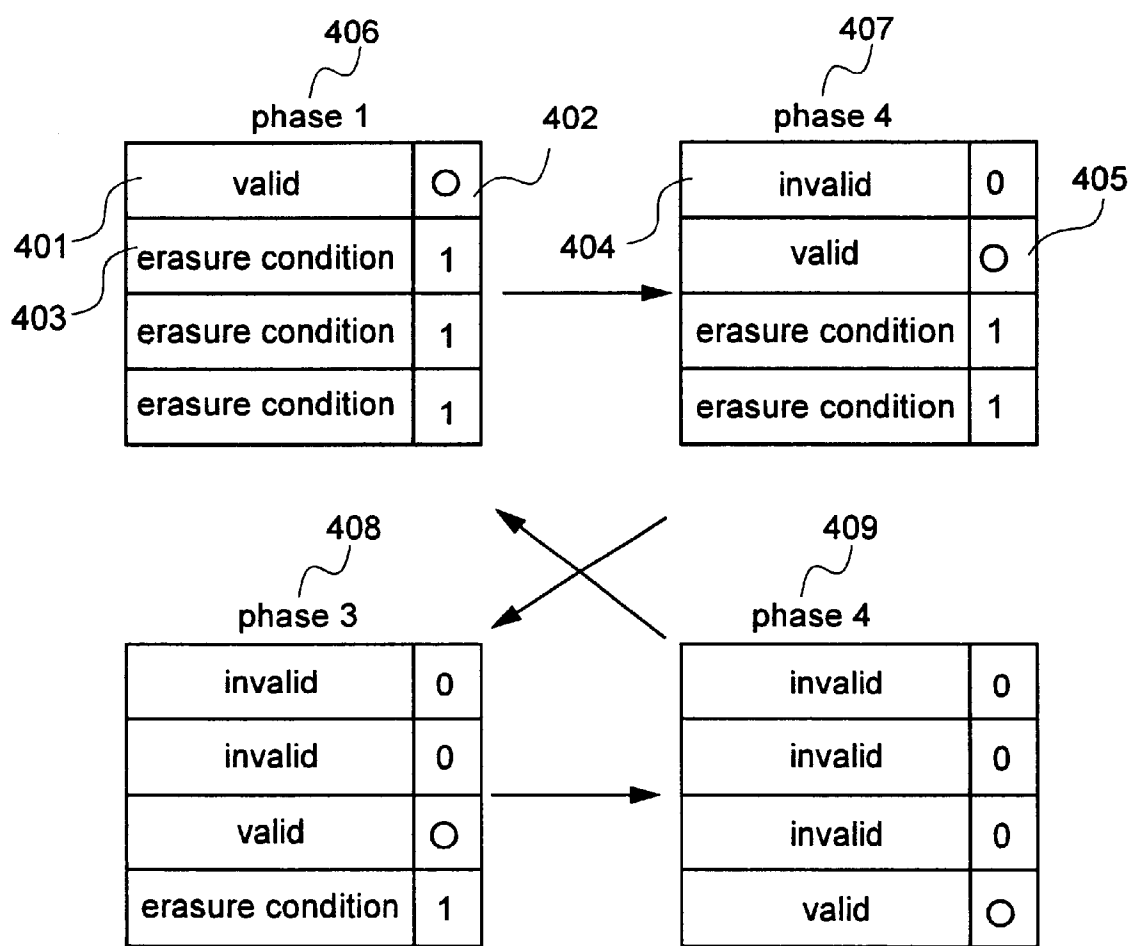 406
407
phase 1
phase 4
402
valid O
invalid 0
405
401
404
erasure condition 1
valid O
403
erasure condition 1
erasure condition 1
erasure condition 1
erasure condition 1
408
409
phase 3
phase 4
invalid 0
invalid 0
invalid 0
invalid 0
valid O
invalid 0
erasure condition 1
valid O